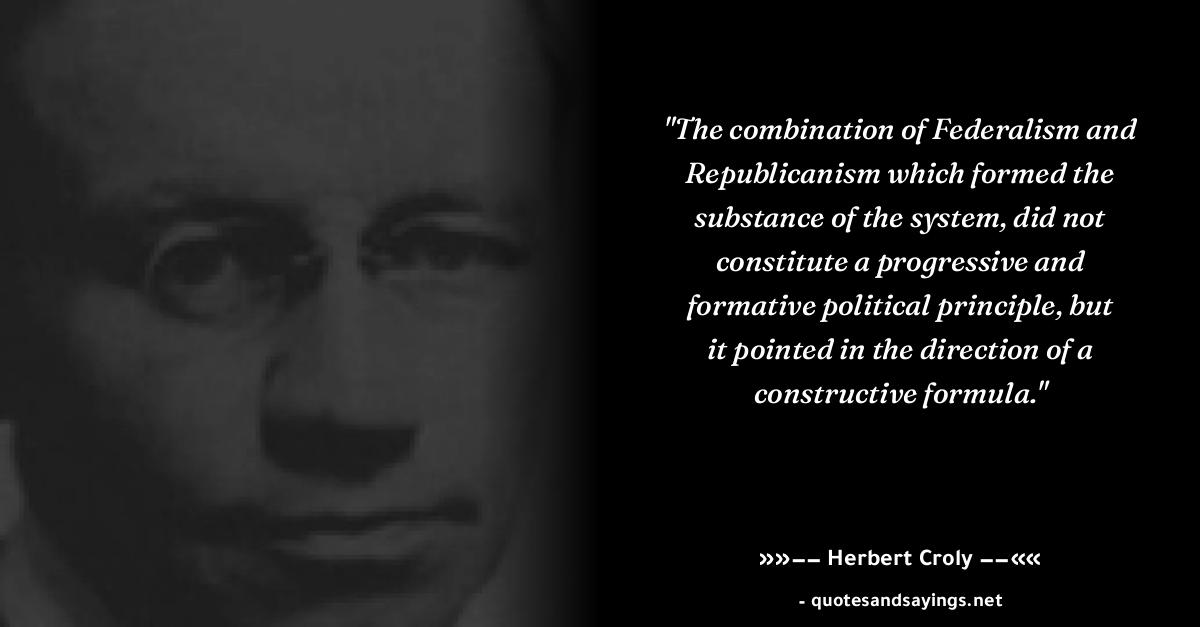 "The combination of Federalism and
Republicanism which formed the
substance of the system, did not
constitute a progressive and
formative political principle, but
it pointed in the direction of a
constructive formula."
»»−− Herbert Croly −−««
- quotesandsayings.net